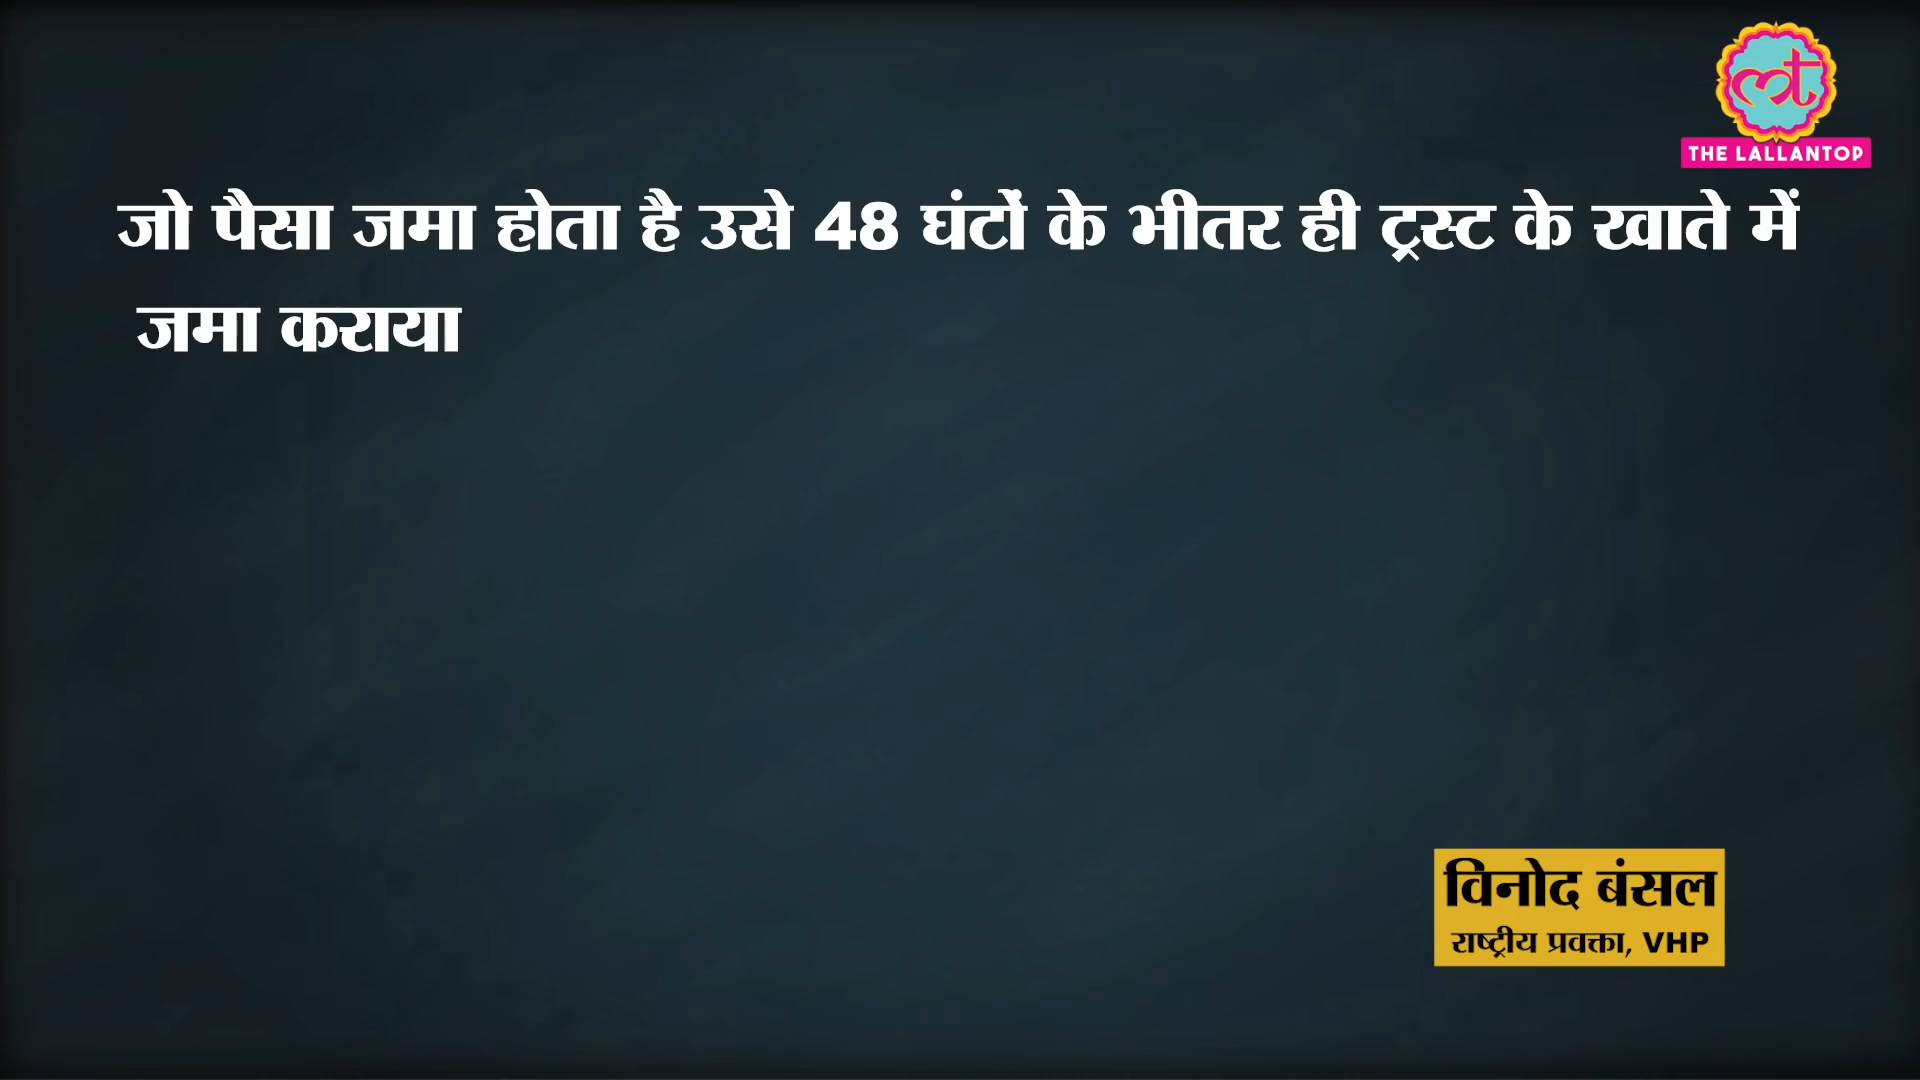 THE LALLANTOP
जो पैसा जमा होता है उसे 48 घंटों के भीतर ही ट्रस्ट के खाते में
जमा कराया
विनोद बंसल
राष्ट्रीय प्रवक्ता, VHP